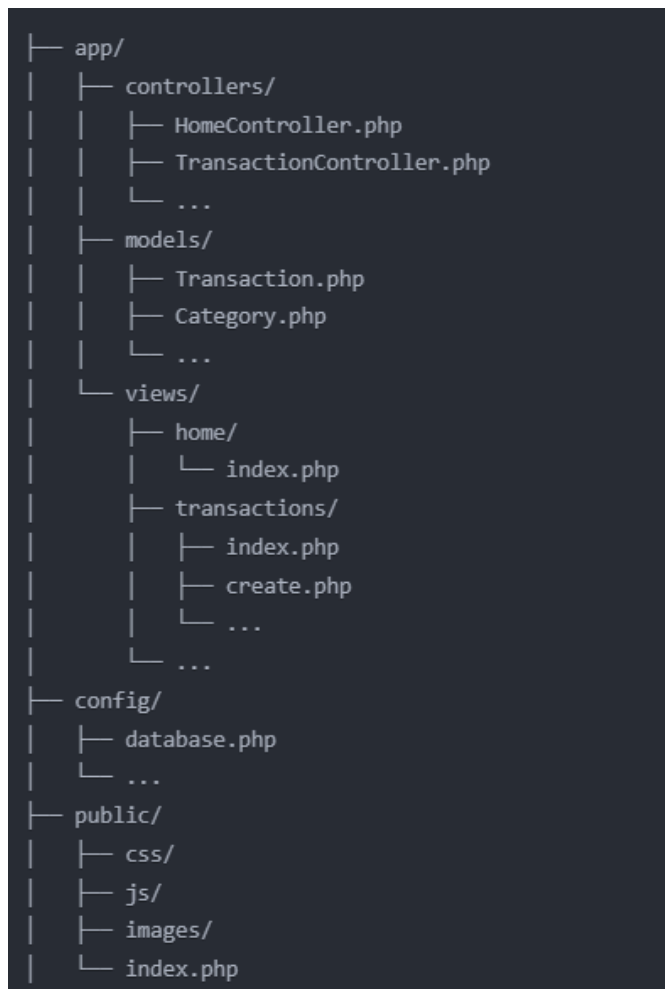 ├── app/
│   ├── controllers/
│   │   ├── HomeController.php
│   │   ├── TransactionController.php
│   │   └── ...
│   ├── models/
│   │   ├── Transaction.php
│   │   ├── Category.php
│   │   └── ...
│   └── views/
│       ├── home/
│       │   └── index.php
│       ├── transactions/
│       │   ├── index.php
│       │   ├── create.php
│       │   └── ...
│       └── ...
├── config/
│   ├── database.php
│   └── ...
├── public/
│   ├── css/
│   ├── js/
│   ├── images/
│   └── index.php